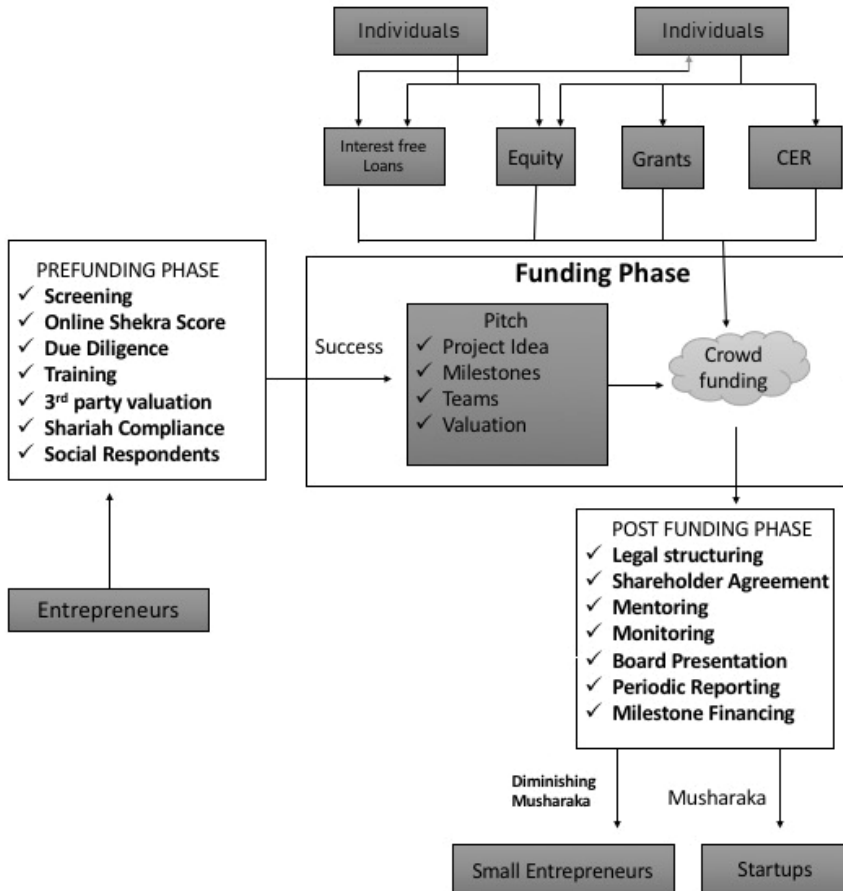 Individuals
Individuals
Interest free
Loans
Equity
Grants
CER
PREFUNDING PHASE
✓ Screening
✓ Online Shekra Score
✓ Due Diligence
✓ Training
✓ 3rd party valuation
✓ Shariah Compliance
✓ Social Respondents
Success
Funding Phase
Pitch
✓ Project Idea
✓ Milestones
✓ Teams
✓ Valuation
Crowd
funding
Entrepreneurs
POST FUNDING PHASE
✓ Legal structuring
✓ Shareholder Agreement
✓ Mentoring
✓ Monitoring
✓ Board Presentation
✓ Periodic Reporting
✓ Milestone Financing
Diminishing
Musharaka
Musharaka
Small Entrepreneurs
Startups